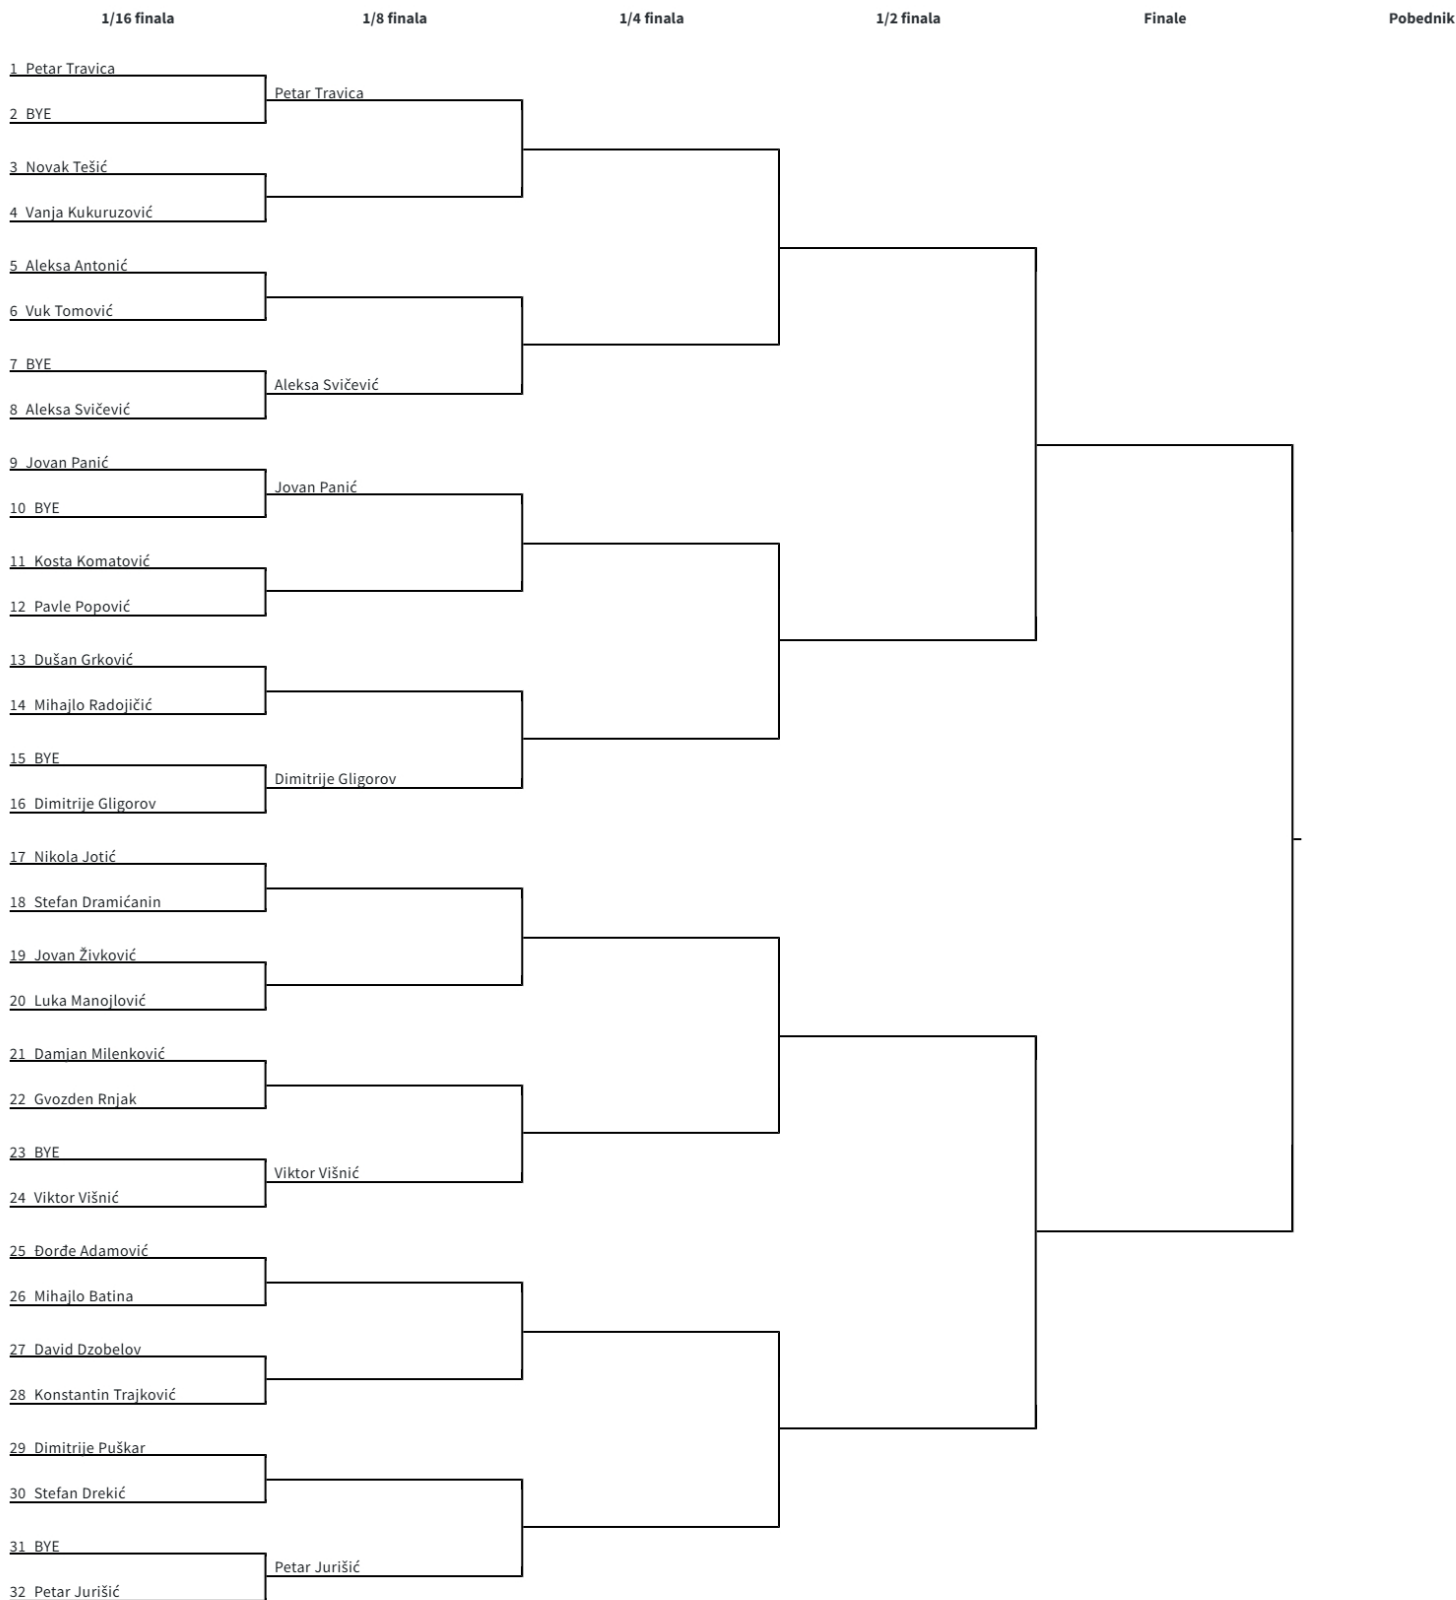 1/16 finala 1/8 finala 1/4 finala 1/2 finala Finale Pobednik
1 Petar Travica
Petar Travica
2 BYE
3 Novak Tešić
4 Vanja Kukuruzović
5 Aleksa Antonić
6 Vuk Tomović
7 BYE
Aleksa Svičević
8 Aleksa Svičević
9 Jovan Panić
Jovan Panić
10 BYE
11 Kosta Komatović
12 Pavle Popović
13 Dušan Grković
14 Mihajlo Radojičić
15 BYE
Dimitrije Gligorov
16 Dimitrije Gligorov
17 Nikola Jotić
18 Stefan Dramićanin
19 Jovan Živković
20 Luka Manojlović
21 Damjan Milenković
22 Gvozden Rnjak
23 BYE
Viktor Višnić
24 Viktor Višnić
25 Đorđe Adamović
26 Mihajlo Batina
27 David Dzobelov
28 Konstantin Trajković
29 Dimitrije Puškar
30 Stefan Drekić
31 BYE
Petar Jurišić
32 Petar Jurišić